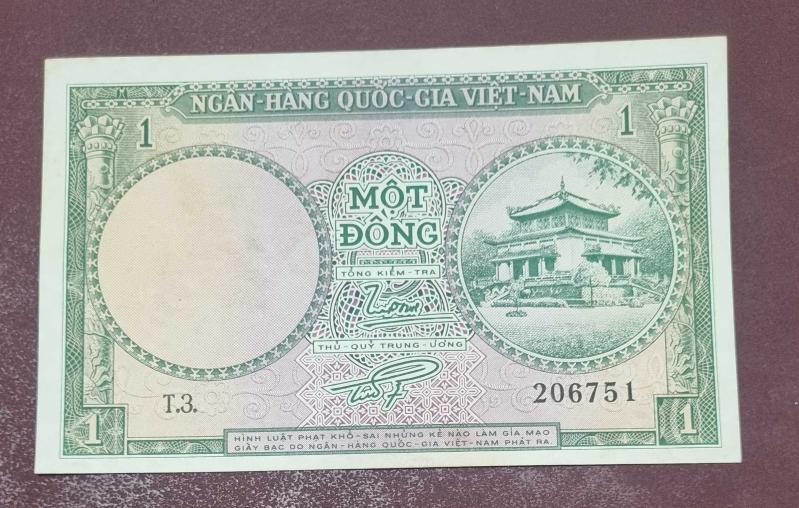 NGÂN-HÀNG QUỐC-GIA VIỆT-NAM
1
1
MỘT
ĐỒNG
TỔNG KIỂM-TRA
THỦ-QUỸ TRUNG-ƯƠNG
T.3.
206751
1
1
HÌNH LUẬT PHẠT KHỔ-SAI NHỮNG KẺ NÀO LÀM GIẢ MẠO
GIẤY BẠC DO NGÂN-HÀNG QUỐC-GIA VIỆT-NAM PHÁT RA.